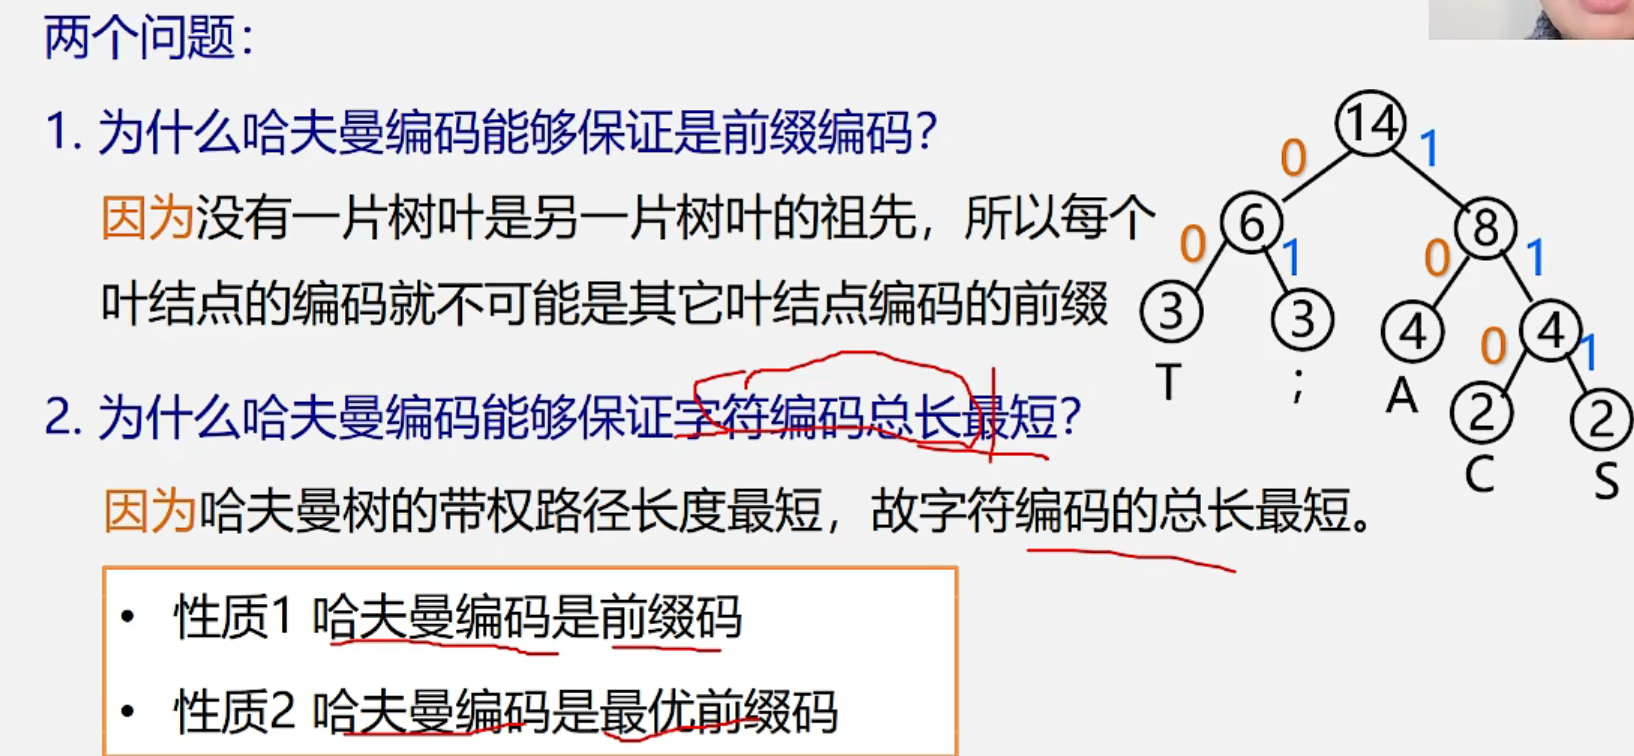 两个问题：
1. 为什么哈夫曼编码能够保证是前缀编码？
因为没有一片树叶是另一片树叶的祖先，所以每个
叶结点的编码就不可能是其它叶结点编码的前缀
2. 为什么哈夫曼编码能够保证字符编码总长最短？
因为哈夫曼树的带权路径长度最短，故字符编码的总长最短。
• 性质1 哈夫曼编码是前缀码
• 性质2 哈夫曼编码是最优前缀码
14
0 1
6 8
0 1 0 1
3 3 4 4
T ; A
0 1
2 2
C S